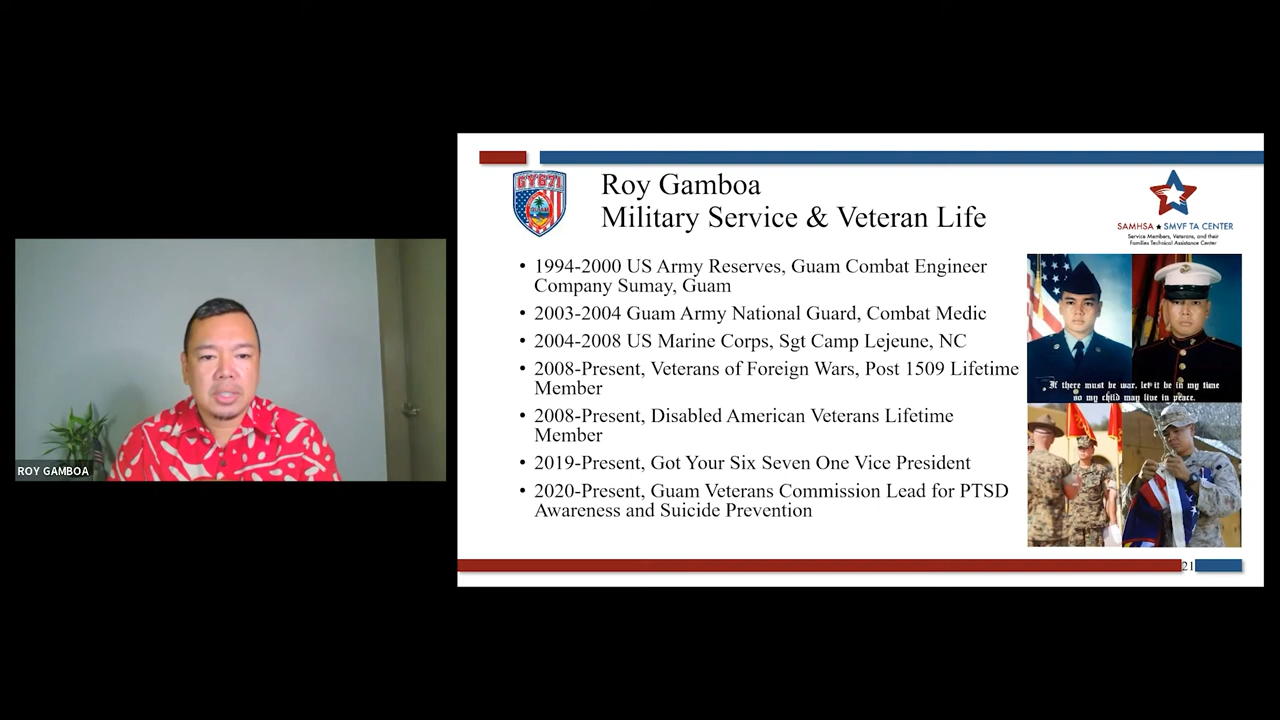 ROY GAMBOA
GY671
GUAM
Roy Gamboa
Military Service & Veteran Life
SAMHSA ★ SMVF TA CENTER
Service Members, Veterans, and their
Families Technical Assistance Center
• 1994-2000 US Army Reserves, Guam Combat Engineer
Company Sumay, Guam
• 2003-2004 Guam Army National Guard, Combat Medic
• 2004-2008 US Marine Corps, Sgt Camp Lejeune, NC
• 2008-Present, Veterans of Foreign Wars, Post 1509 Lifetime
Member
• 2008-Present, Disabled American Veterans Lifetime
Member
• 2019-Present, Got Your Six Seven One Vice President
• 2020-Present, Guam Veterans Commission Lead for PTSD
Awareness and Suicide Prevention
If there must be war, let it be in my time
so my child may live in peace.
21